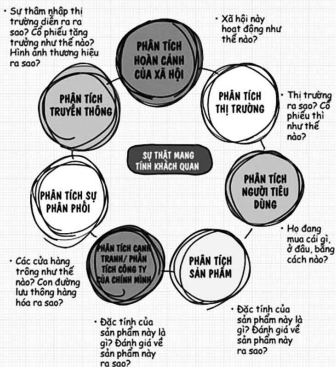 • Sự thâm nhập thị
trường diễn ra ra
sao? Cổ phiếu tăng
trưởng như thế nào?
Hình ảnh thương hiệu
ra sao?
• Xã hội này
hoạt động như
thế nào?
PHÂN TÍCH
HOÀN CẢNH
CỦA XÃ HỘI
PHÂN TÍCH
TRUYỀN THÔNG
PHÂN TÍCH
THỊ TRƯỜNG
• Thị trường
ra sao? Cổ
phiếu thì
như thế
nào?
SỰ THẬT MANG
TÍNH KHÁCH QUAN
PHÂN TÍCH SỰ
PHÂN PHỐI
PHÂN TÍCH
NGƯỜI TIÊU
DÙNG
• Họ đang
mua cái gì,
ở đâu, bằng
cách nào?
• Các cửa hàng
trông như thế
nào? Con đường
lưu thông hàng
hóa ra sao?
PHÂN TÍCH CẠNH
TRANH/ PHÂN
TÍCH CÔNG TY
CỦA CHÍNH MÌNH
PHÂN TÍCH
SẢN PHẨM
• Đặc tính của
sản phẩm này là
gì? Đánh giá về
sản phẩm này
ra sao?
• Đặc tính của
sản phẩm này là
gì? Đánh giá về
sản phẩm này
ra sao?